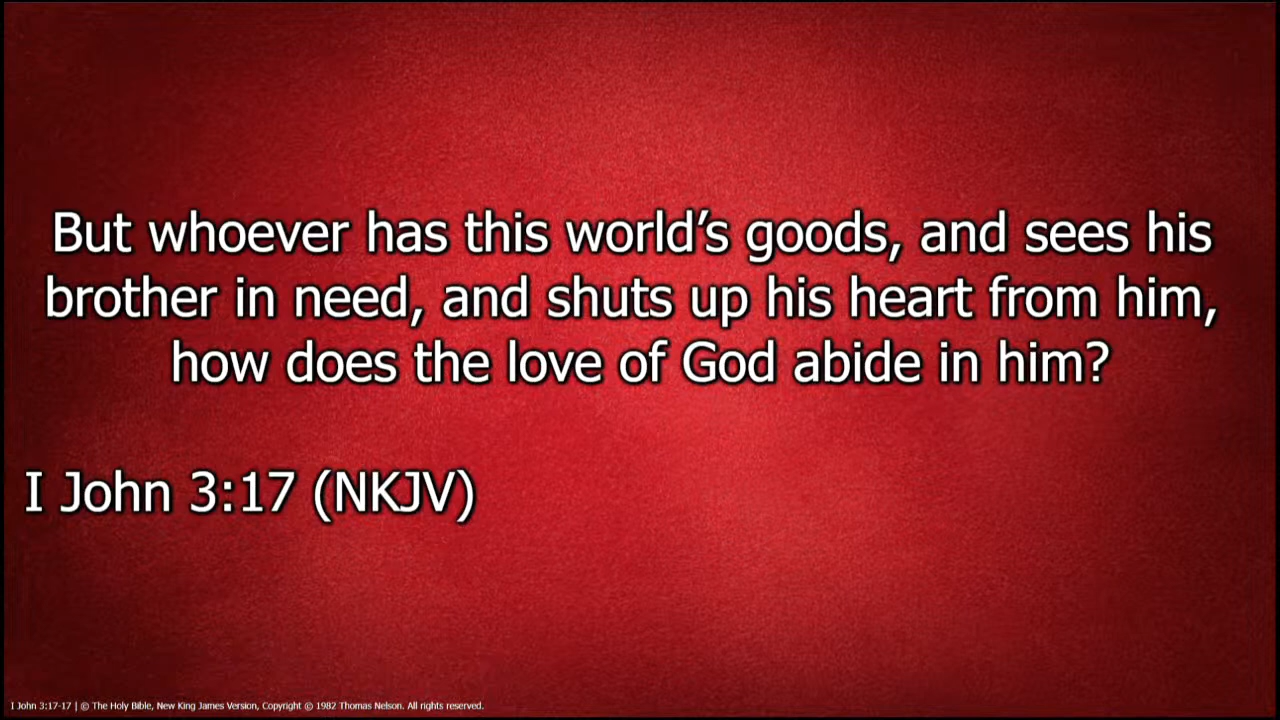 But whoever has this world’s goods, and sees his
brother in need, and shuts up his heart from him,
how does the love of God abide in him?
I John 3:17 (NKJV)
I John 3:17-17 | © The Holy Bible, New King James Version, Copyright © 1982 Thomas Nelson. All rights reserved.